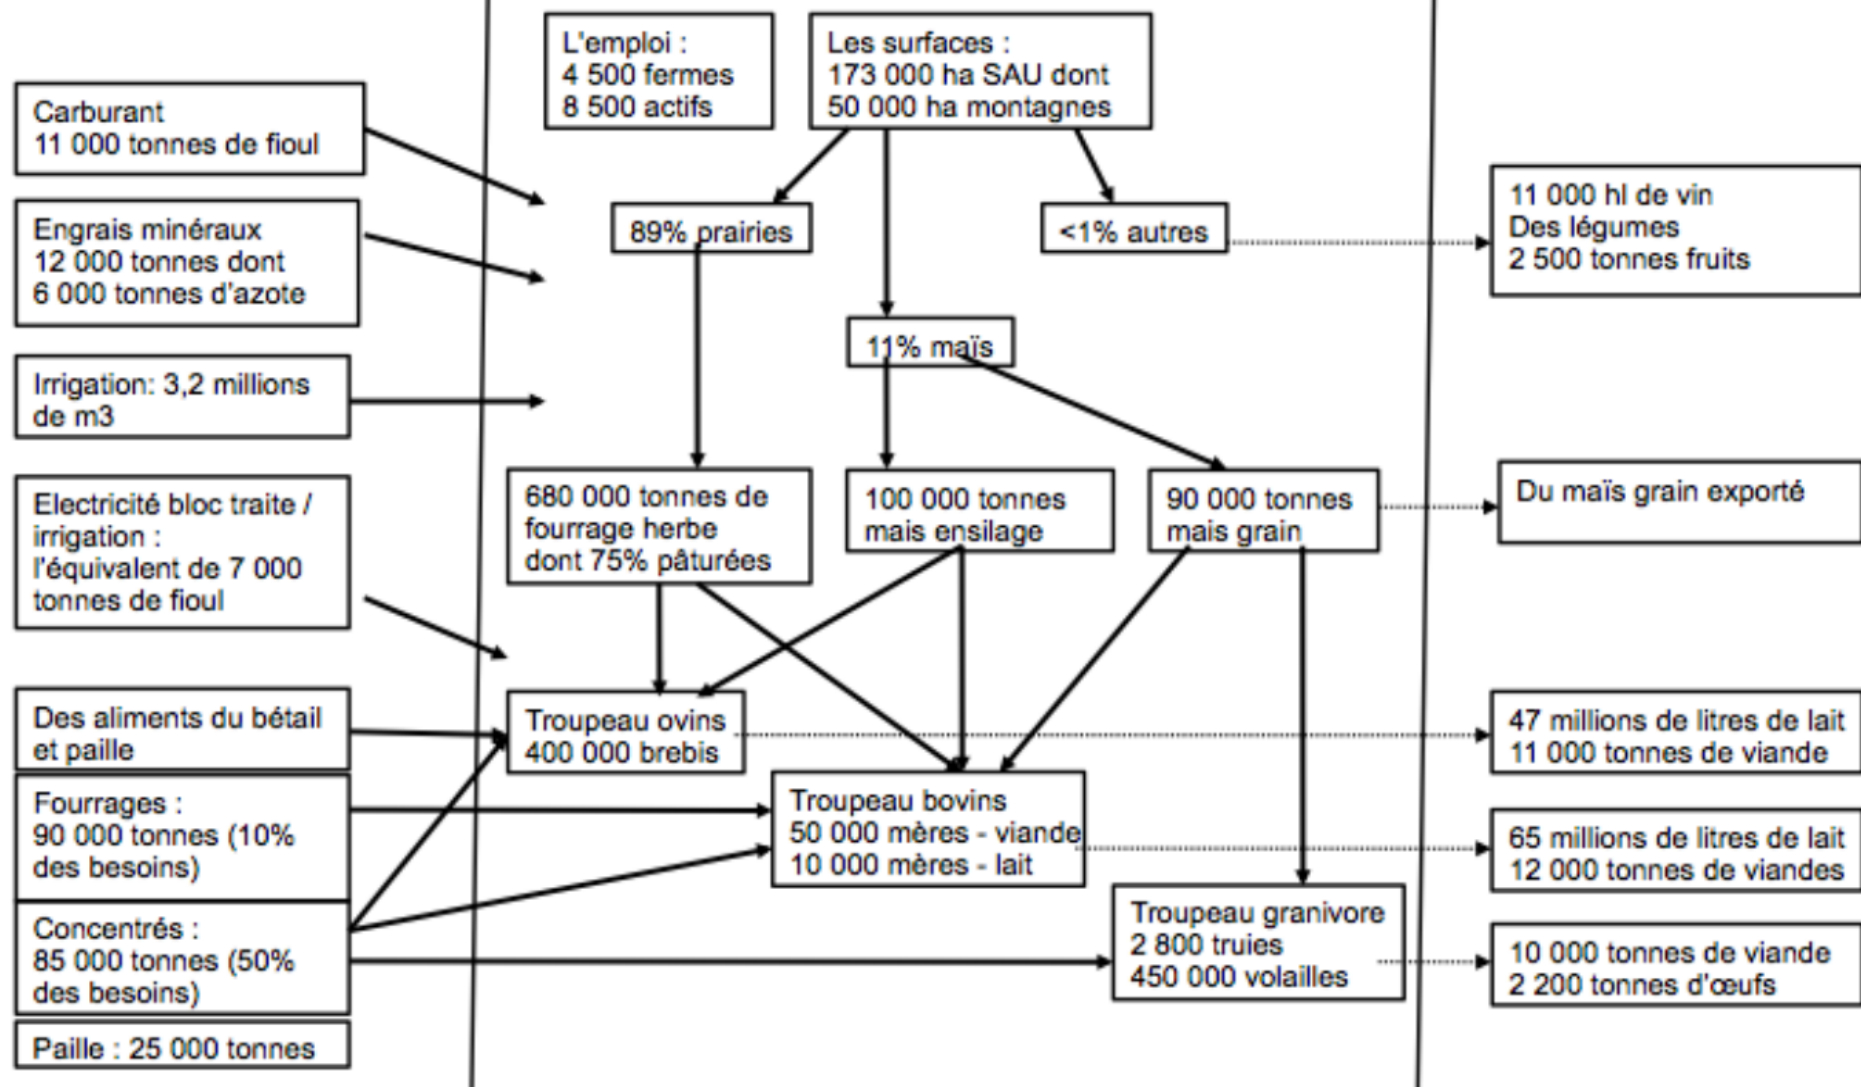 L'emploi :
4 500 fermes
8 500 actifs
Les surfaces :
173 000 ha SAU dont
50 000 ha montagnes
Carburant
11 000 tonnes de fioul
Engrais minéraux
12 000 tonnes dont
6 000 tonnes d'azote
Irrigation: 3,2 millions
de m3
Electricité bloc traite /
irrigation :
l'équivalent de 7 000
tonnes de fioul
Des aliments du bétail
et paille
Fourrages :
90 000 tonnes (10%
des besoins)
Concentrés :
85 000 tonnes (50%
des besoins)
Paille : 25 000 tonnes
89% prairies
<1% autres
11% maïs
680 000 tonnes de
fourrage herbe
dont 75% pâturées
100 000 tonnes
mais ensilage
90 000 tonnes
mais grain
Troupeau ovins
400 000 brebis
Troupeau bovins
50 000 mères - viande
10 000 mères - lait
Troupeau granivore
2 800 truies
450 000 volailles
11 000 hl de vin
Des légumes
2 500 tonnes fruits
Du maïs grain exporté
47 millions de litres de lait
11 000 tonnes de viande
65 millions de litres de lait
12 000 tonnes de viandes
10 000 tonnes de viande
2 200 tonnes d'œufs